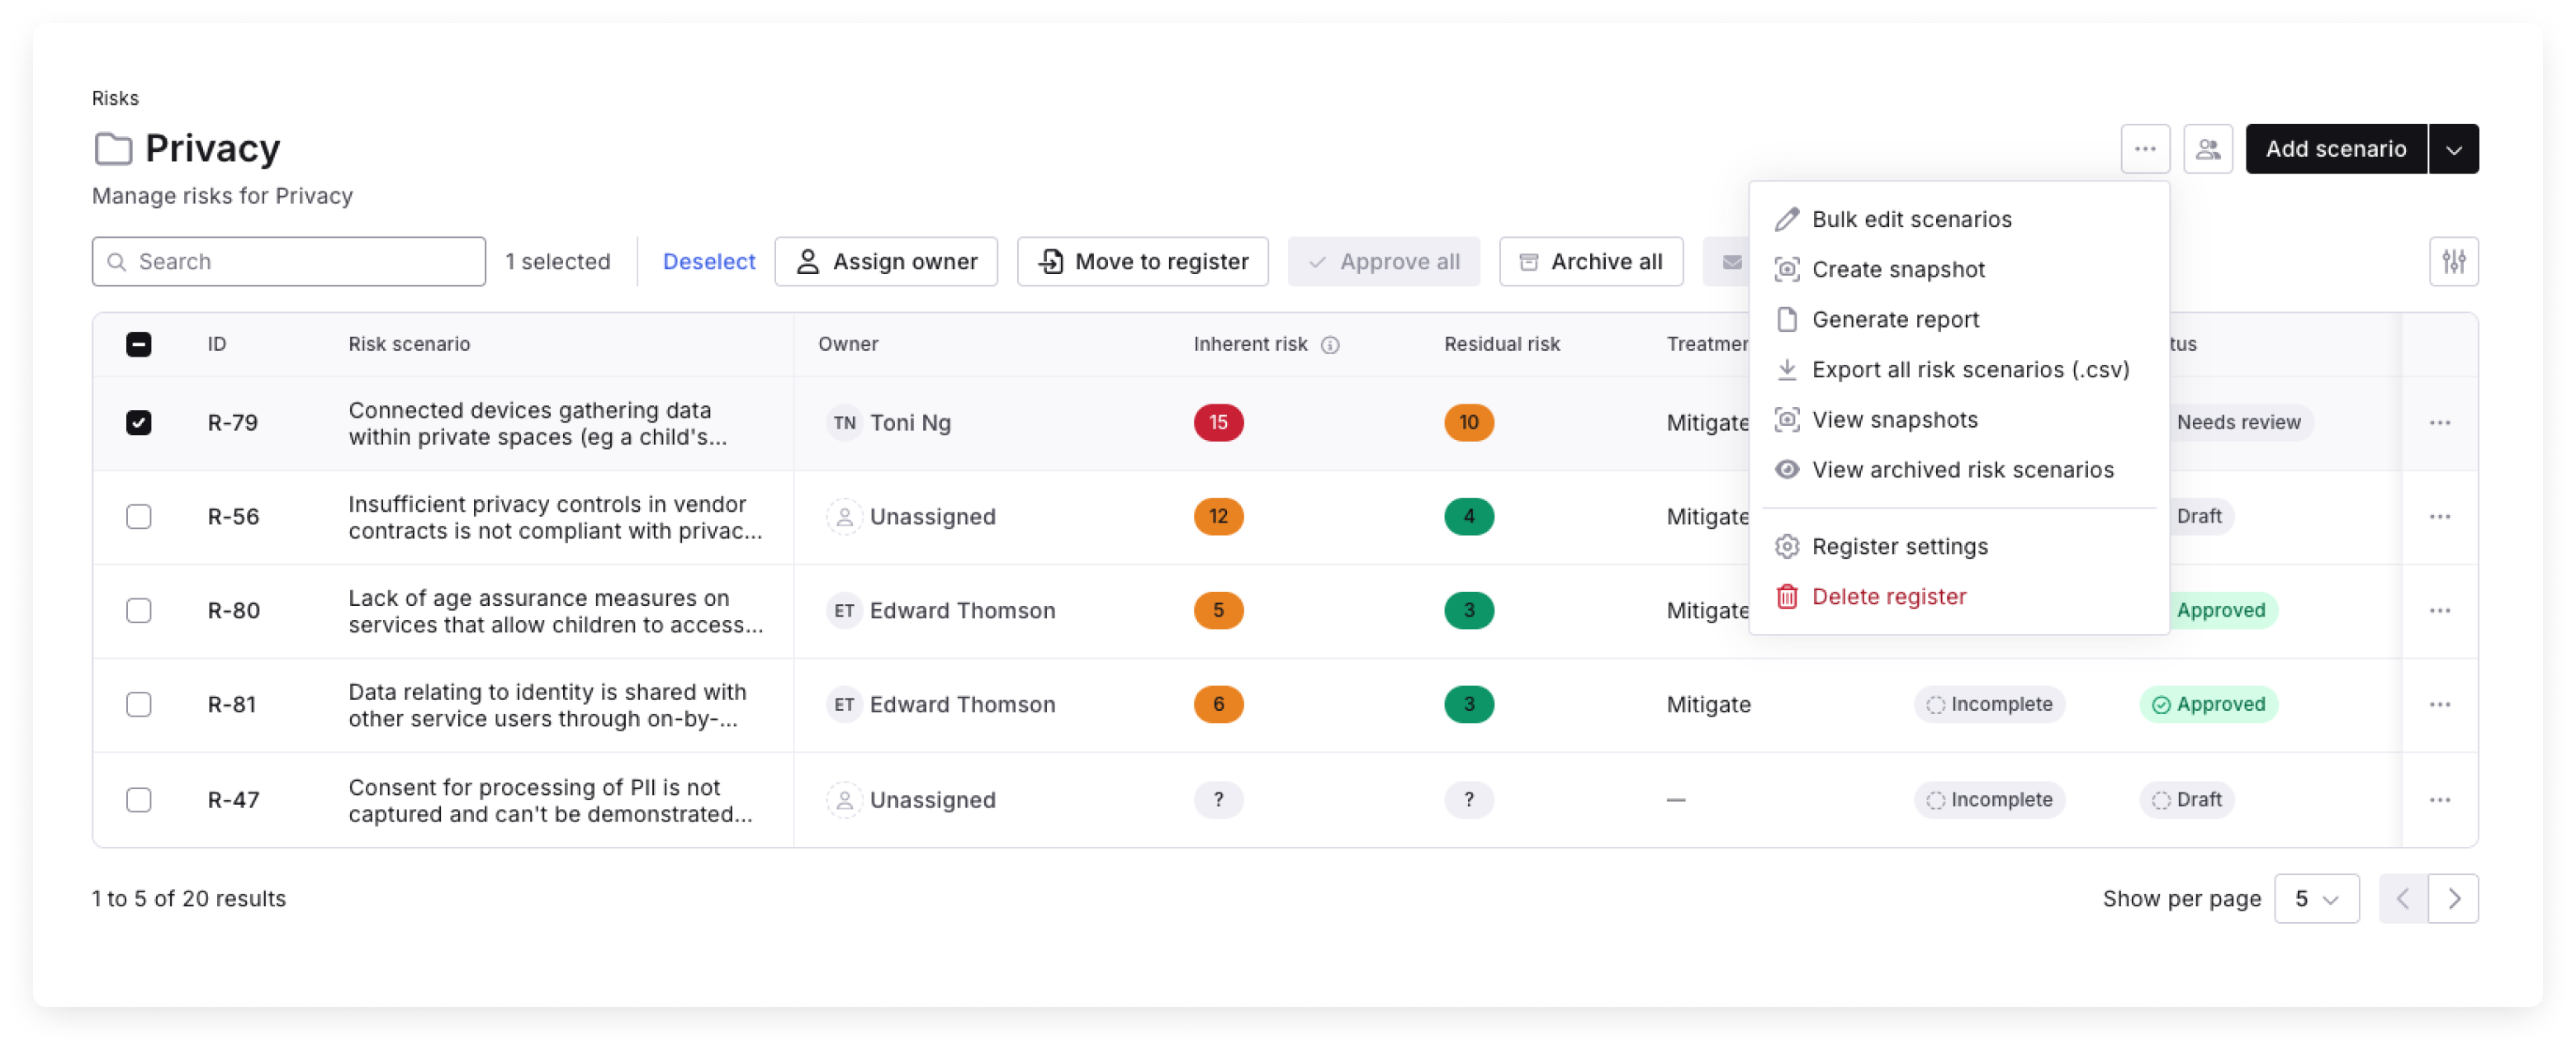 Risks
Privacy
Add scenario
Manage risks for Privacy
Search
1 selected
Deselect
Assign owner
Move to register
Approve all
Archive all
Bulk edit scenarios
Create snapshot
Generate report
Export all risk scenarios (.csv)
View snapshots
View archived risk scenarios
Register settings
Delete register
ID
Risk scenario
Owner
Inherent risk
Residual risk
R-79
Connected devices gathering data
within private spaces (eg a child's...
TN
Toni Ng
15
10
Mitigate
Needs review
R-56
Insufficient privacy controls in vendor
contracts is not compliant with privac...
Unassigned
12
4
Mitigate
Draft
R-80
Lack of age assurance measures on
services that allow children to access...
ET
Edward Thomson
5
3
Mitigate
Approved
R-81
Data relating to identity is shared with
other service users through on-by-...
ET
Edward Thomson
6
3
Mitigate
Incomplete
Approved
R-47
Consent for processing of PII is not
captured and can't be demonstrated...
Unassigned
?
?
—
Incomplete
Draft
1 to 5 of 20 results
Show per page
5